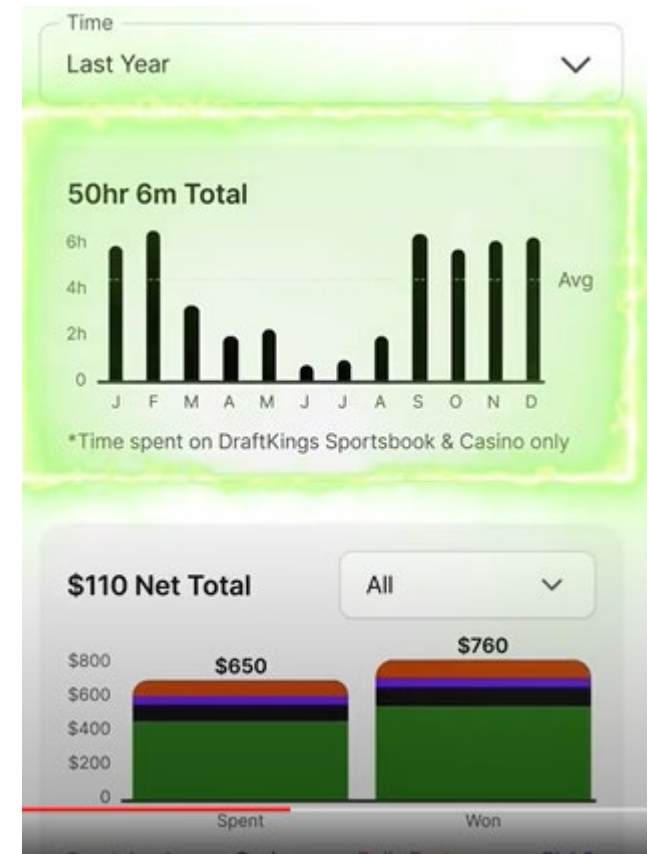 Time
Last Year
50hr 6m Total
6h
4h
Avg
2h
0
J F M A M J J A S O N D
*Time spent on DraftKings Sportsbook & Casino only
$110 Net Total
All
$760
$800
$650
$600
$400
$200
0
Spent
Won